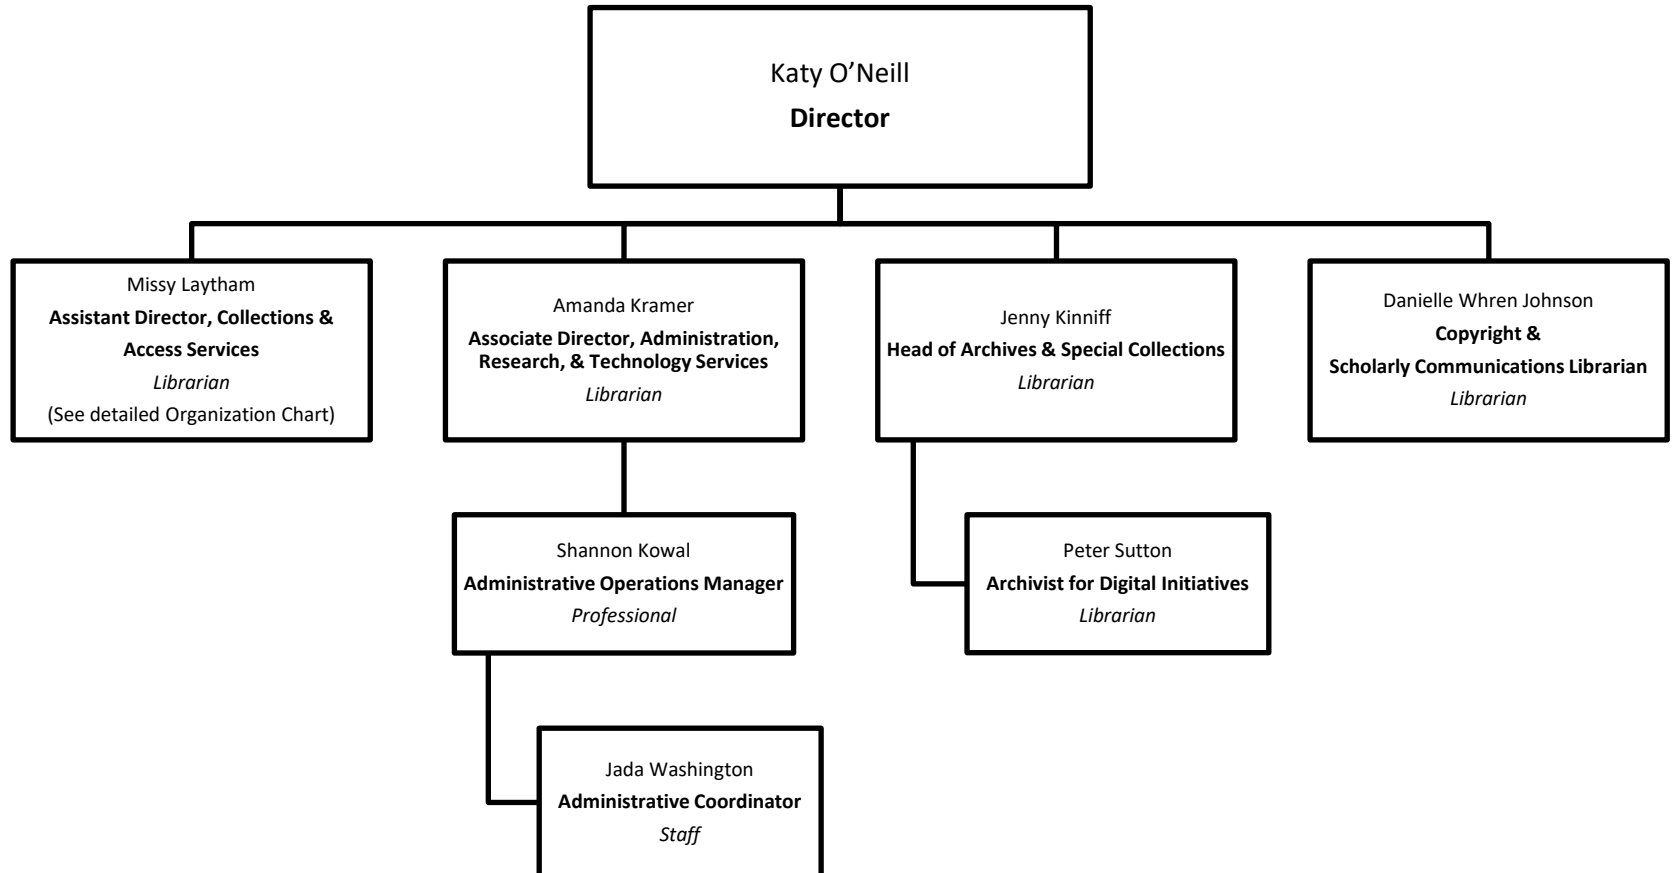 Katy O’Neill
Director
Missy Laytham
Assistant Director, Collections &
Access Services
Librarian
(See detailed Organization Chart)
Amanda Kramer
Associate Director, Administration,
Research, & Technology Services
Librarian
Jenny Kinniff
Head of Archives & Special Collections
Librarian
Danielle Whren Johnson
Copyright &
Scholarly Communications Librarian
Librarian
Shannon Kowal
Administrative Operations Manager
Professional
Peter Sutton
Archivist for Digital Initiatives
Librarian
Jada Washington
Administrative Coordinator
Staff